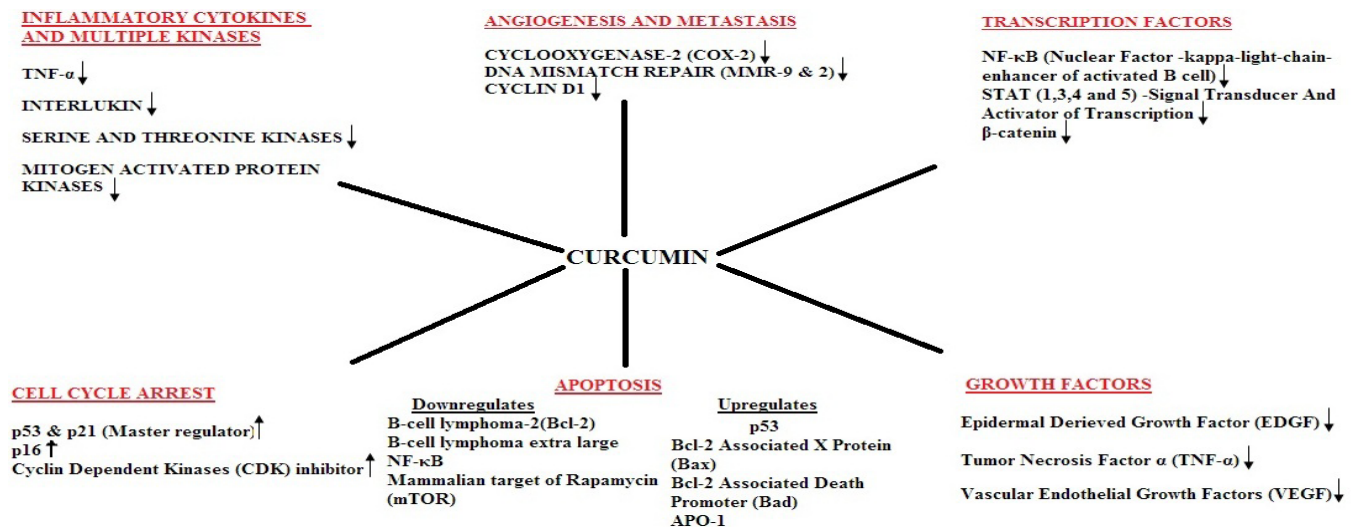 INFLAMMATORY CYTOKINES
AND MULTIPLE KINASES
TNF-α↓
INTERLUKIN↓
SERINE AND THREONINE KINASES↓
MITOGEN ACTIVATED PROTEIN
KINASES ↓
ANGIOGENESIS AND METASTASIS
CYCLOOXYGENASE-2 (COX-2)↓
DNA MISMATCH REPAIR (MMR-9 & 2)↓
CYCLIN D1↓
TRANSCRIPTION FACTORS
NF-κB (Nuclear Factor -kappa-light-chain-
enhancer of activated B cell)↓
STAT (1,3,4 and 5) -Signal Transducer And
Activator of Transcription↓
β-catenin↓
CURCUMIN
CELL CYCLE ARREST
p53 & p21 (Master regulator)↑
p16↑
Cyclin Dependent Kinases (CDK) inhibitor↑
APOPTOSIS
Downregulates
B-cell lymphoma-2(Bcl-2)
B-cell lymphoma extra large
NF-κB
Mammalian target of Rapamycin
(mTOR)
Upregulates
p53
Bcl-2 Associated X Protein
(Bax)
Bcl-2 Associated Death
Promoter (Bad)
APO-1
GROWTH FACTORS
Epidermal Derieved Growth Factor (EDGF)↓
Tumor Necrosis Factor α (TNF-α)↓
Vascular Endothelial Growth Factors (VEGF)↓